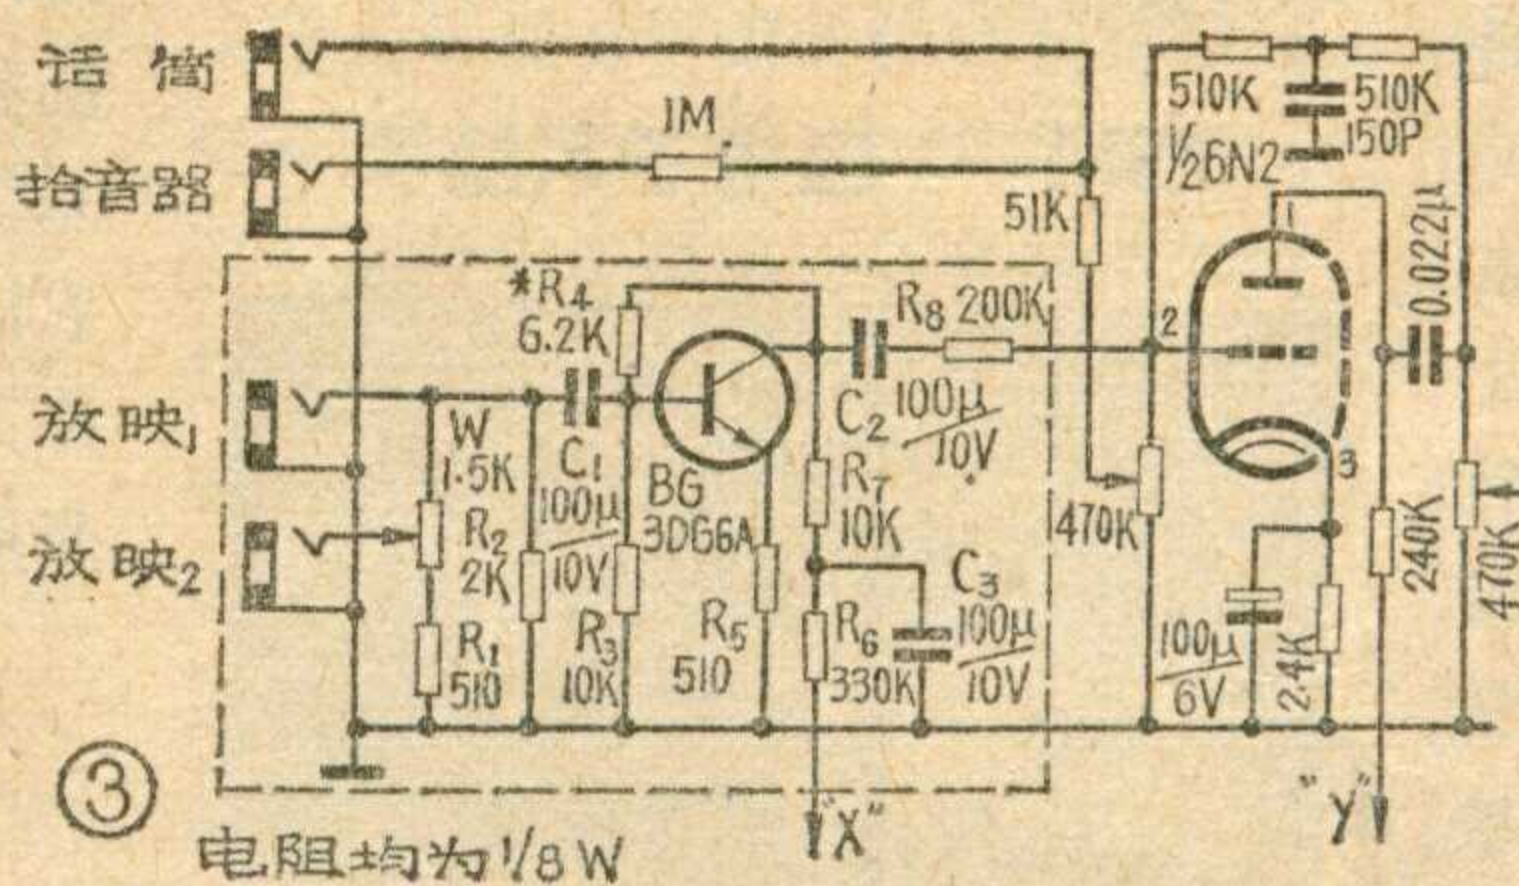 话筒
拾音器
放映1
放映2
1M
51K
510K
510K
150P
½6N2
1
2
3
0.022μ
*R4
6.2K
R8 200K
C2 100μ/10V
W
1.5K
C1
100μ/10V
BG
3DG6A
R2
2K
R7
10K
470K
R1
510
R3
10K
R5
510
R6
330K
C3
100μ/10V
100μ/6V
2.4K
240K
470K
"X"
"Y"
③
电阻均为1/8W